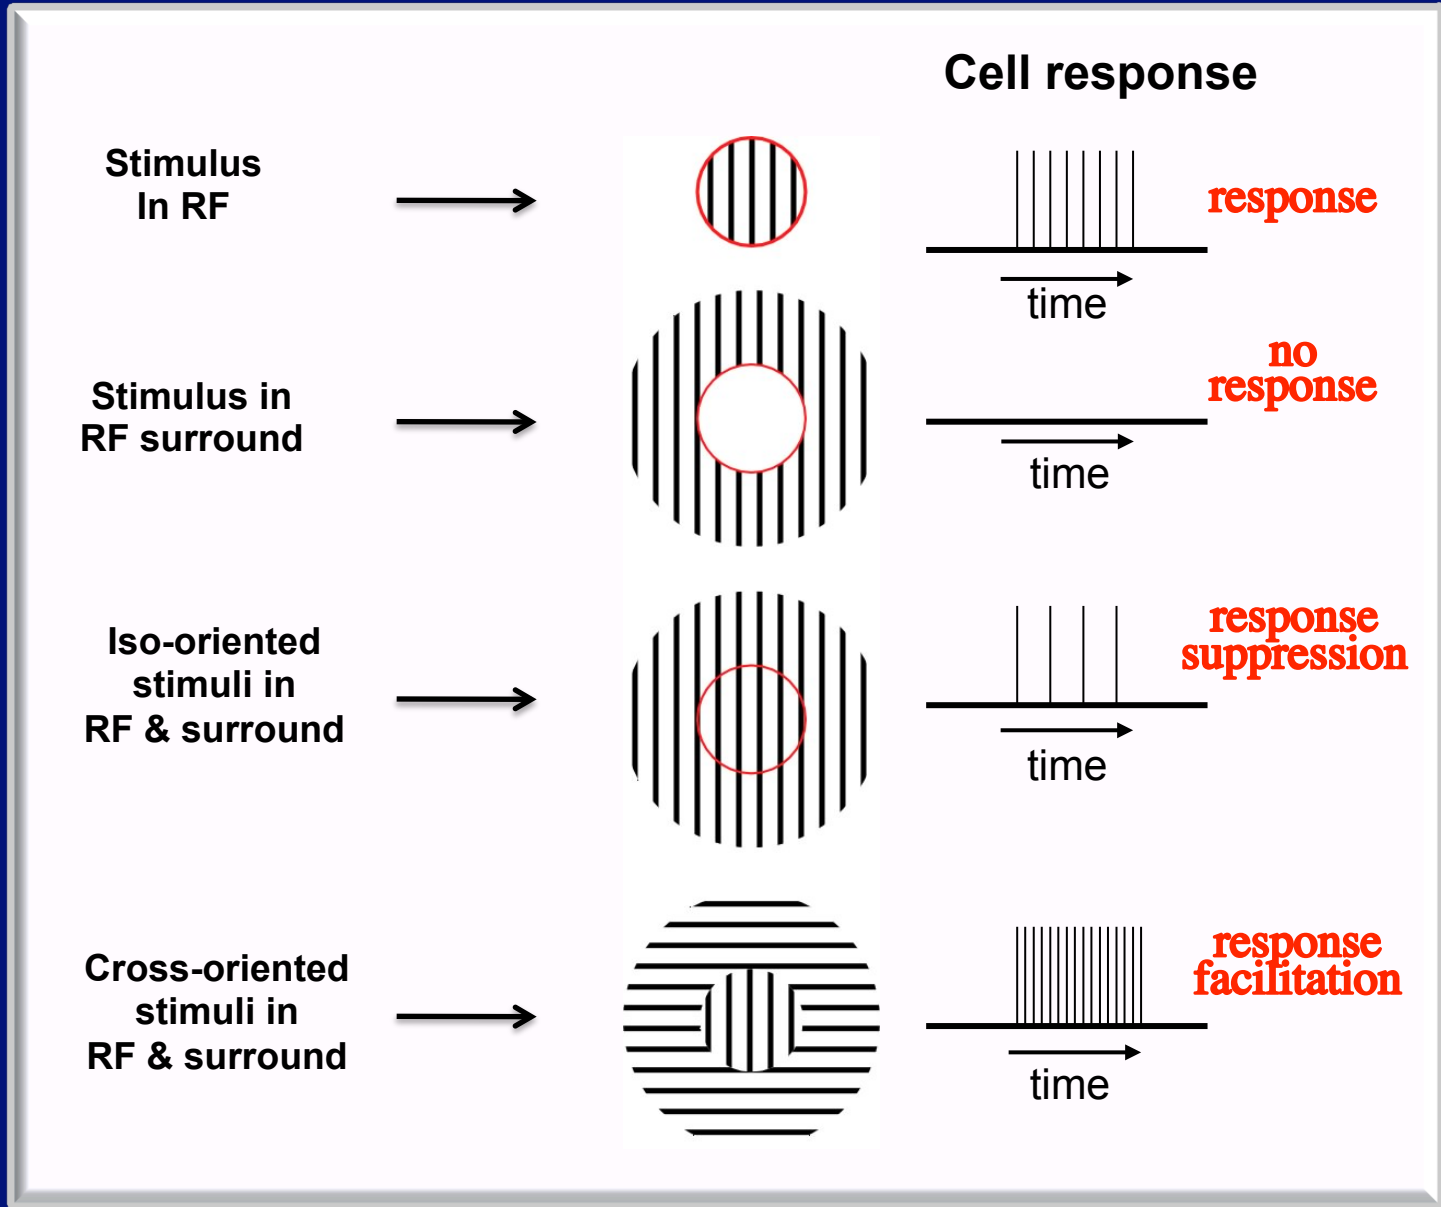 Cell response
Stimulus
In RF
response
time
Stimulus in
RF surround
no
response
time
Iso-oriented
stimuli in
RF & surround
response
suppression
time
Cross-oriented
stimuli in
RF & surround
response
facilitation
time